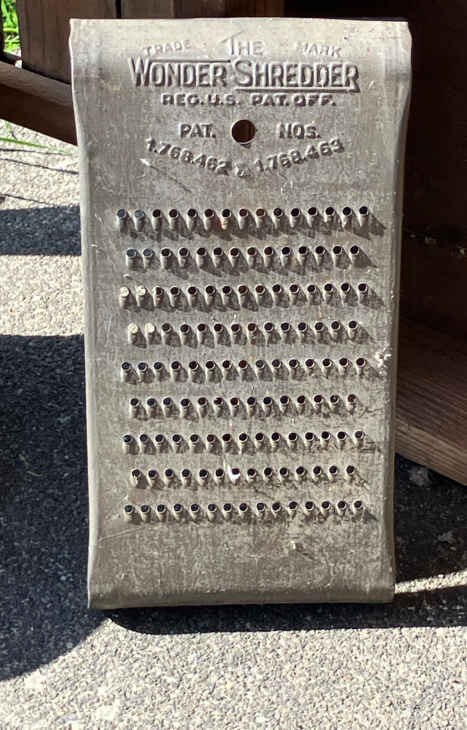 TRADE THE MARK
WONDER SHREDDER
REG. U.S. PAT. OFF.
PAT. NOS.
1.768.462 & 1.768.463